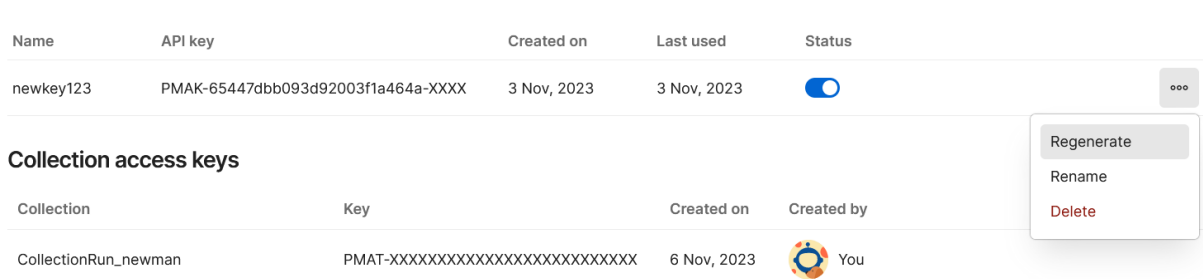 Name API key Created on Last used Status
newkey123 PMAK-65447dbb093d92003f1a464a-XXXX 3 Nov, 2023 3 Nov, 2023
Regenerate
Rename
Delete
Collection access keys
Collection Key Created on Created by
CollectionRun_newman PMAT-XXXXXXXXXXXXXXXXXXXXXXXXXX 6 Nov, 2023 You